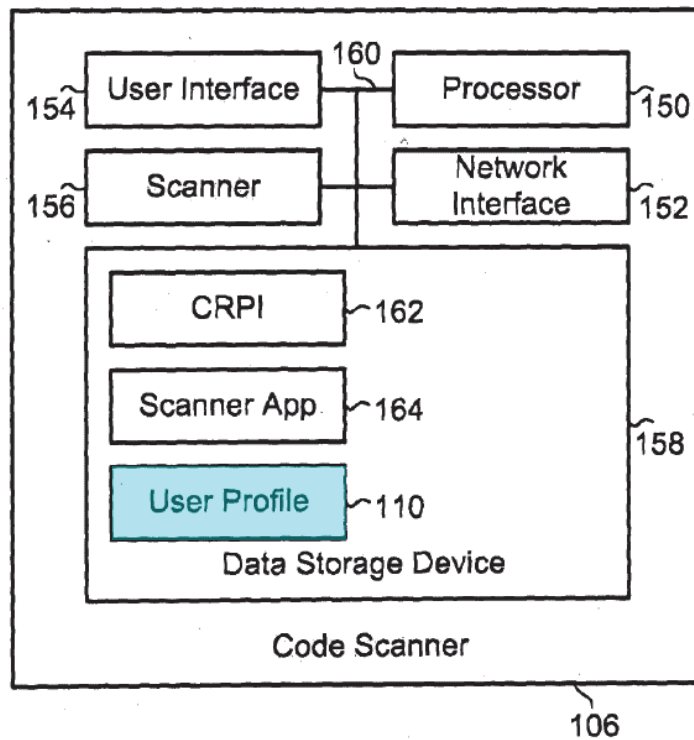 160
User Interface
Processor
154
150
Scanner
Network
Interface
156
152
CRPI
162
Scanner App
164
158
User Profile
110
Data Storage Device
Code Scanner
106